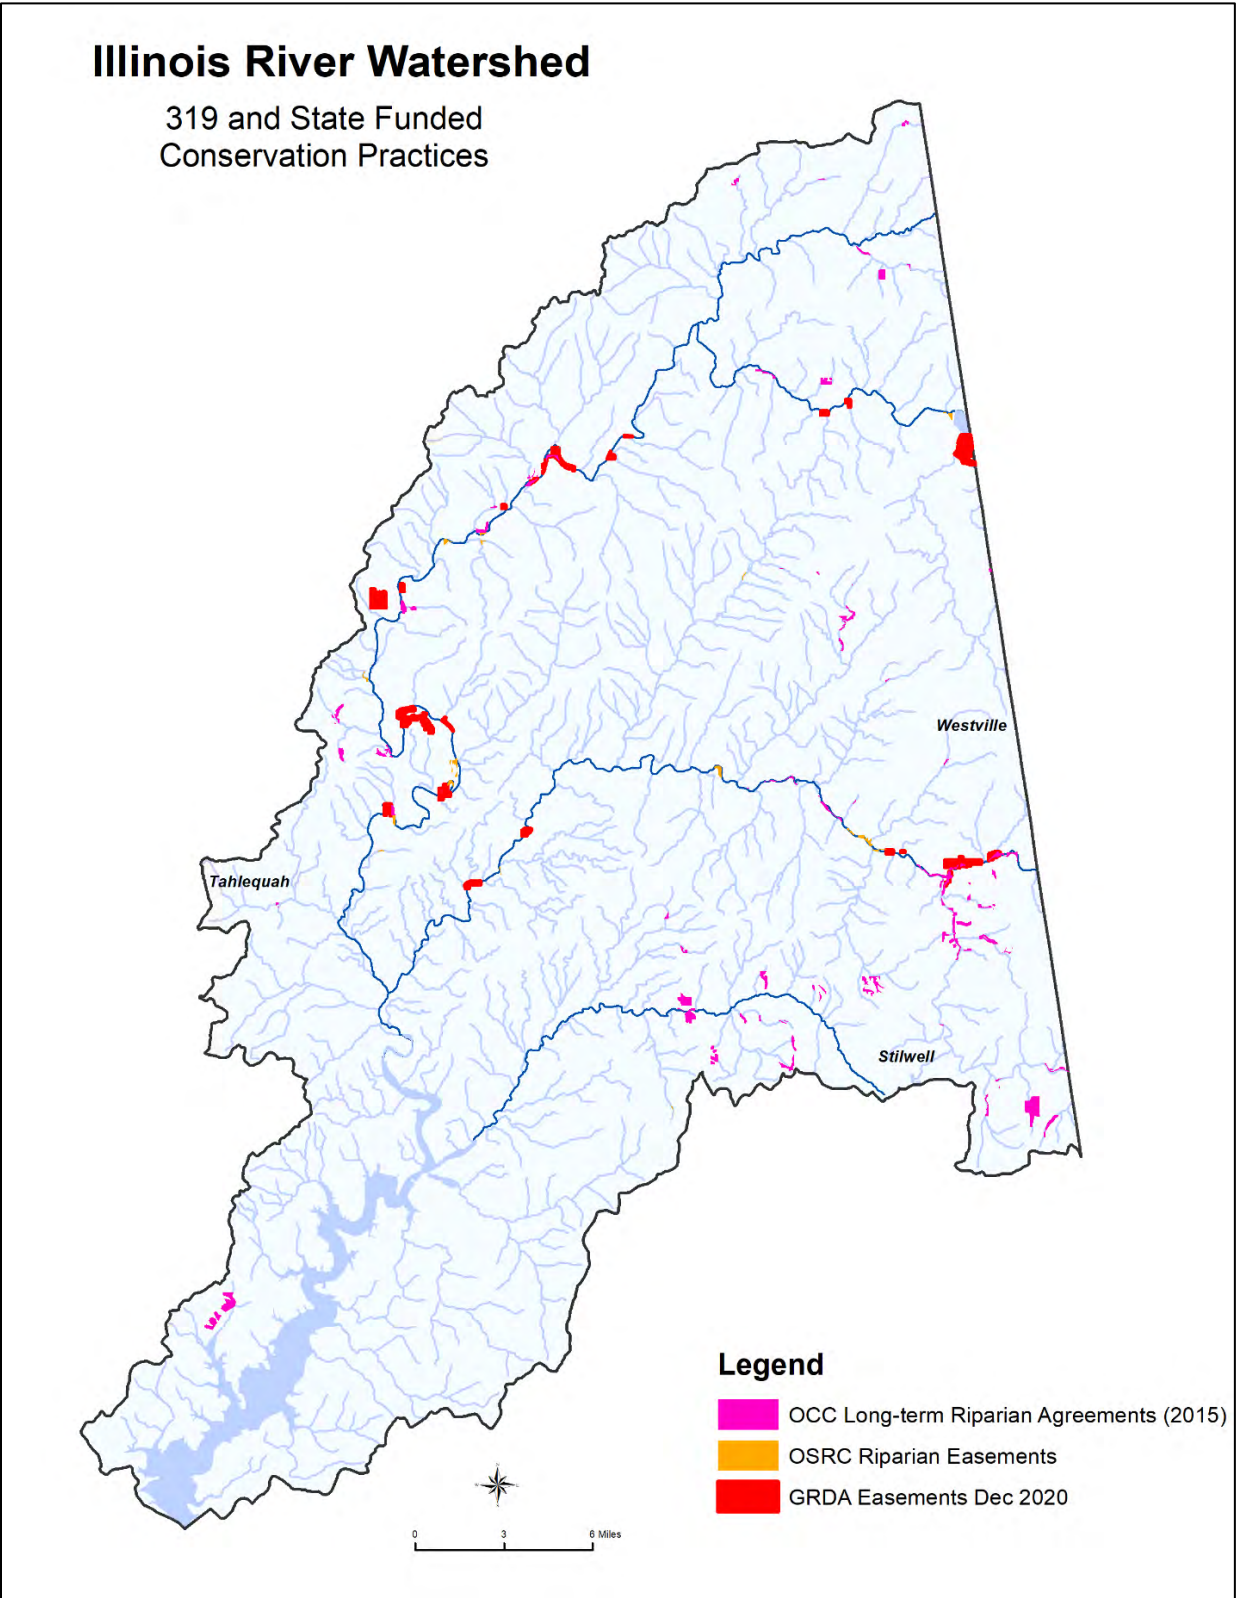 Illinois River Watershed
319 and State Funded
Conservation Practices
Westville
Tahlequah
Stilwell
Legend
OCC Long-term Riparian Agreements (2015)
OSRC Riparian Easements
GRDA Easements Dec 2020
0 3 6 Miles